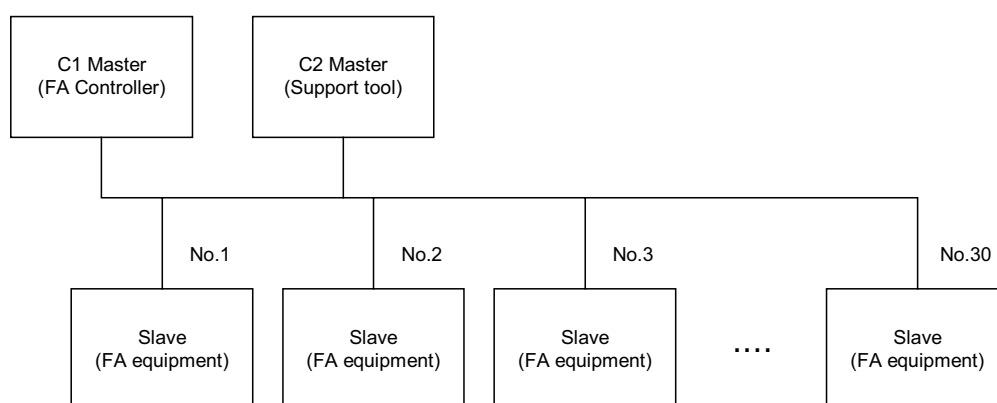 C1 Master
(FA Controller)
C2 Master
(Support tool)
No.1
No.2
No.3
No.30
Slave
(FA equipment)
Slave
(FA equipment)
Slave
(FA equipment)
....
Slave
(FA equipment)